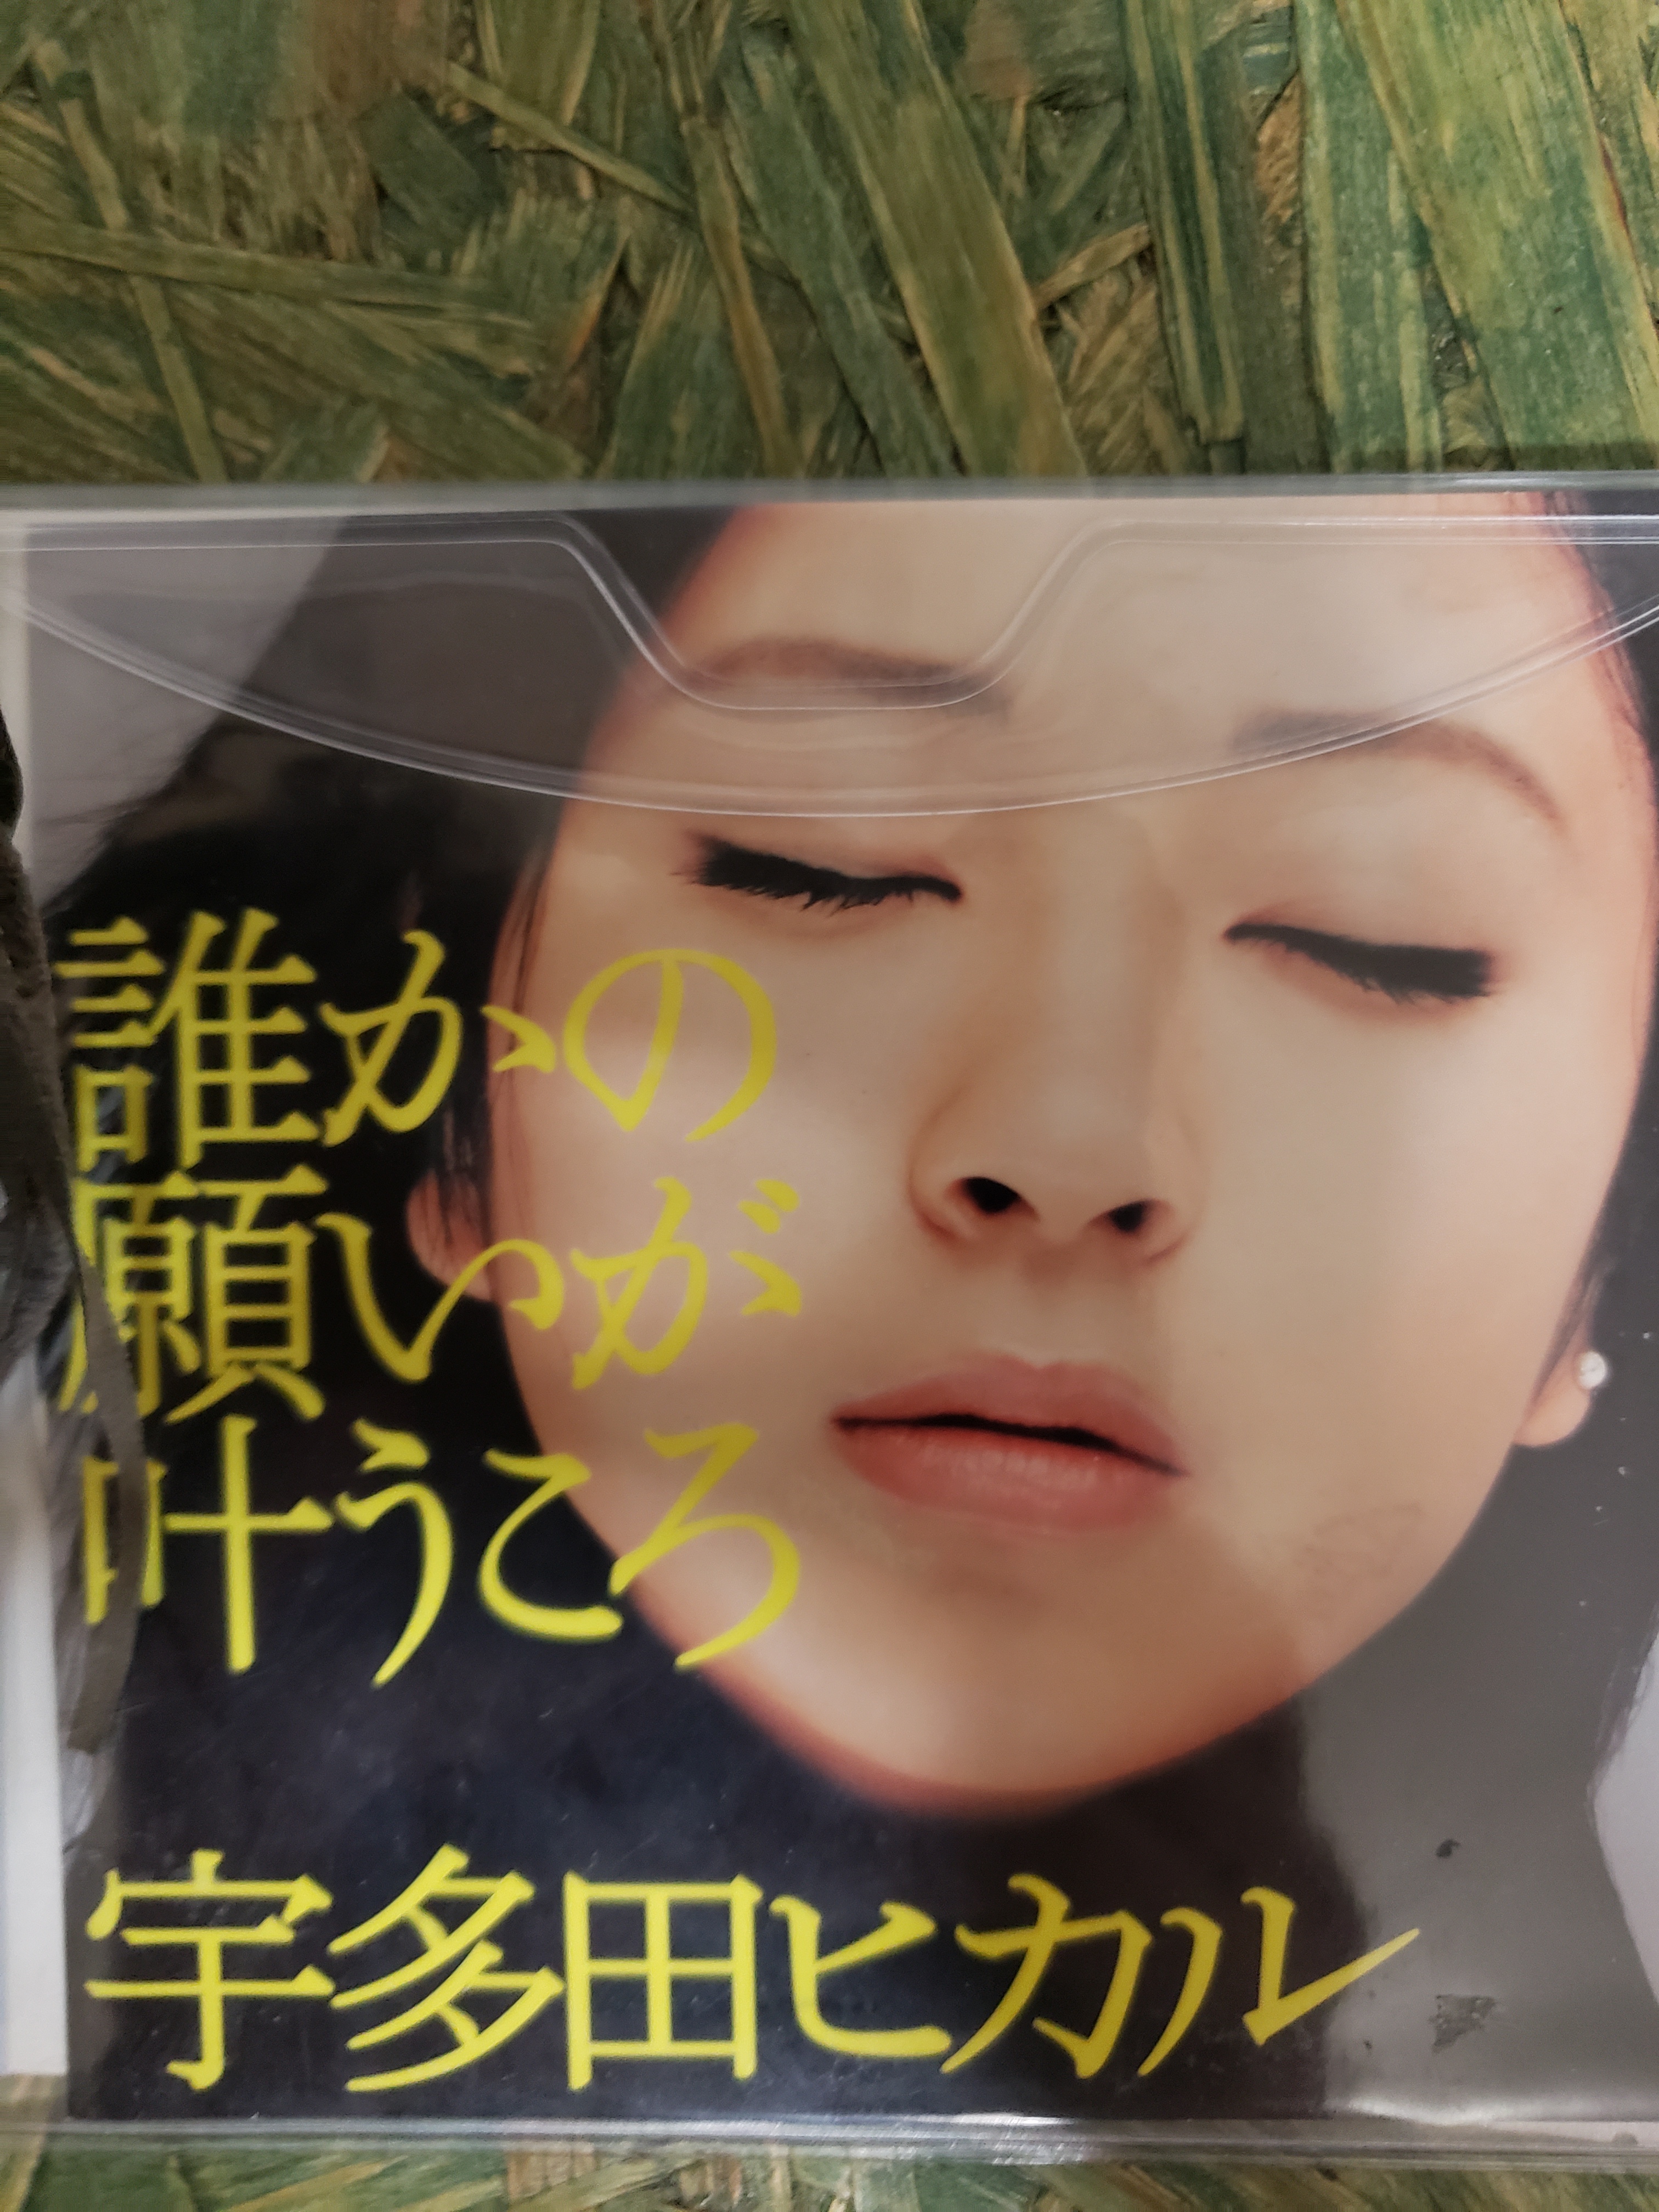 誰かの
願いが
叶うころ
宇多田ヒカル